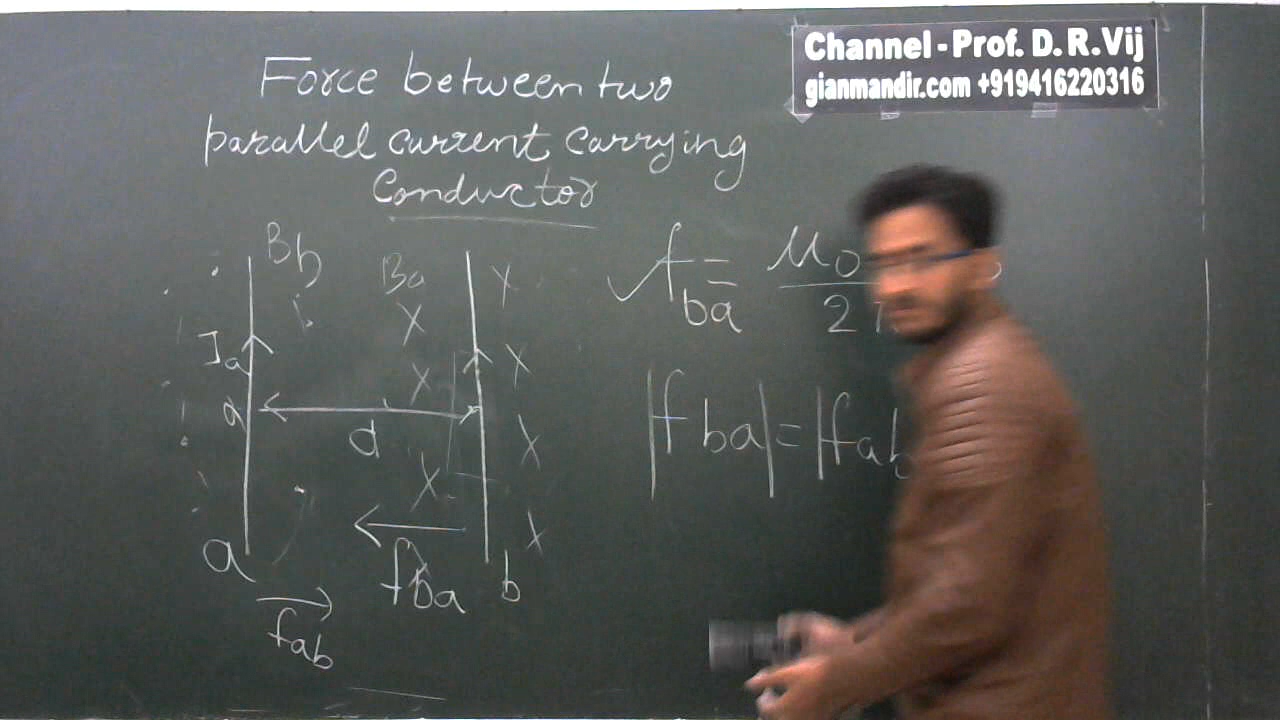 Channel - Prof. D. R. Vij
gianmandir.com +919416220316
Force between two
parallel current carrying
Conductor
Bb
Ba
X
X
X
X
X
X
X
Ia
a
d
a
b
fba
fab
fba = μ0
2
|fba| = |fab